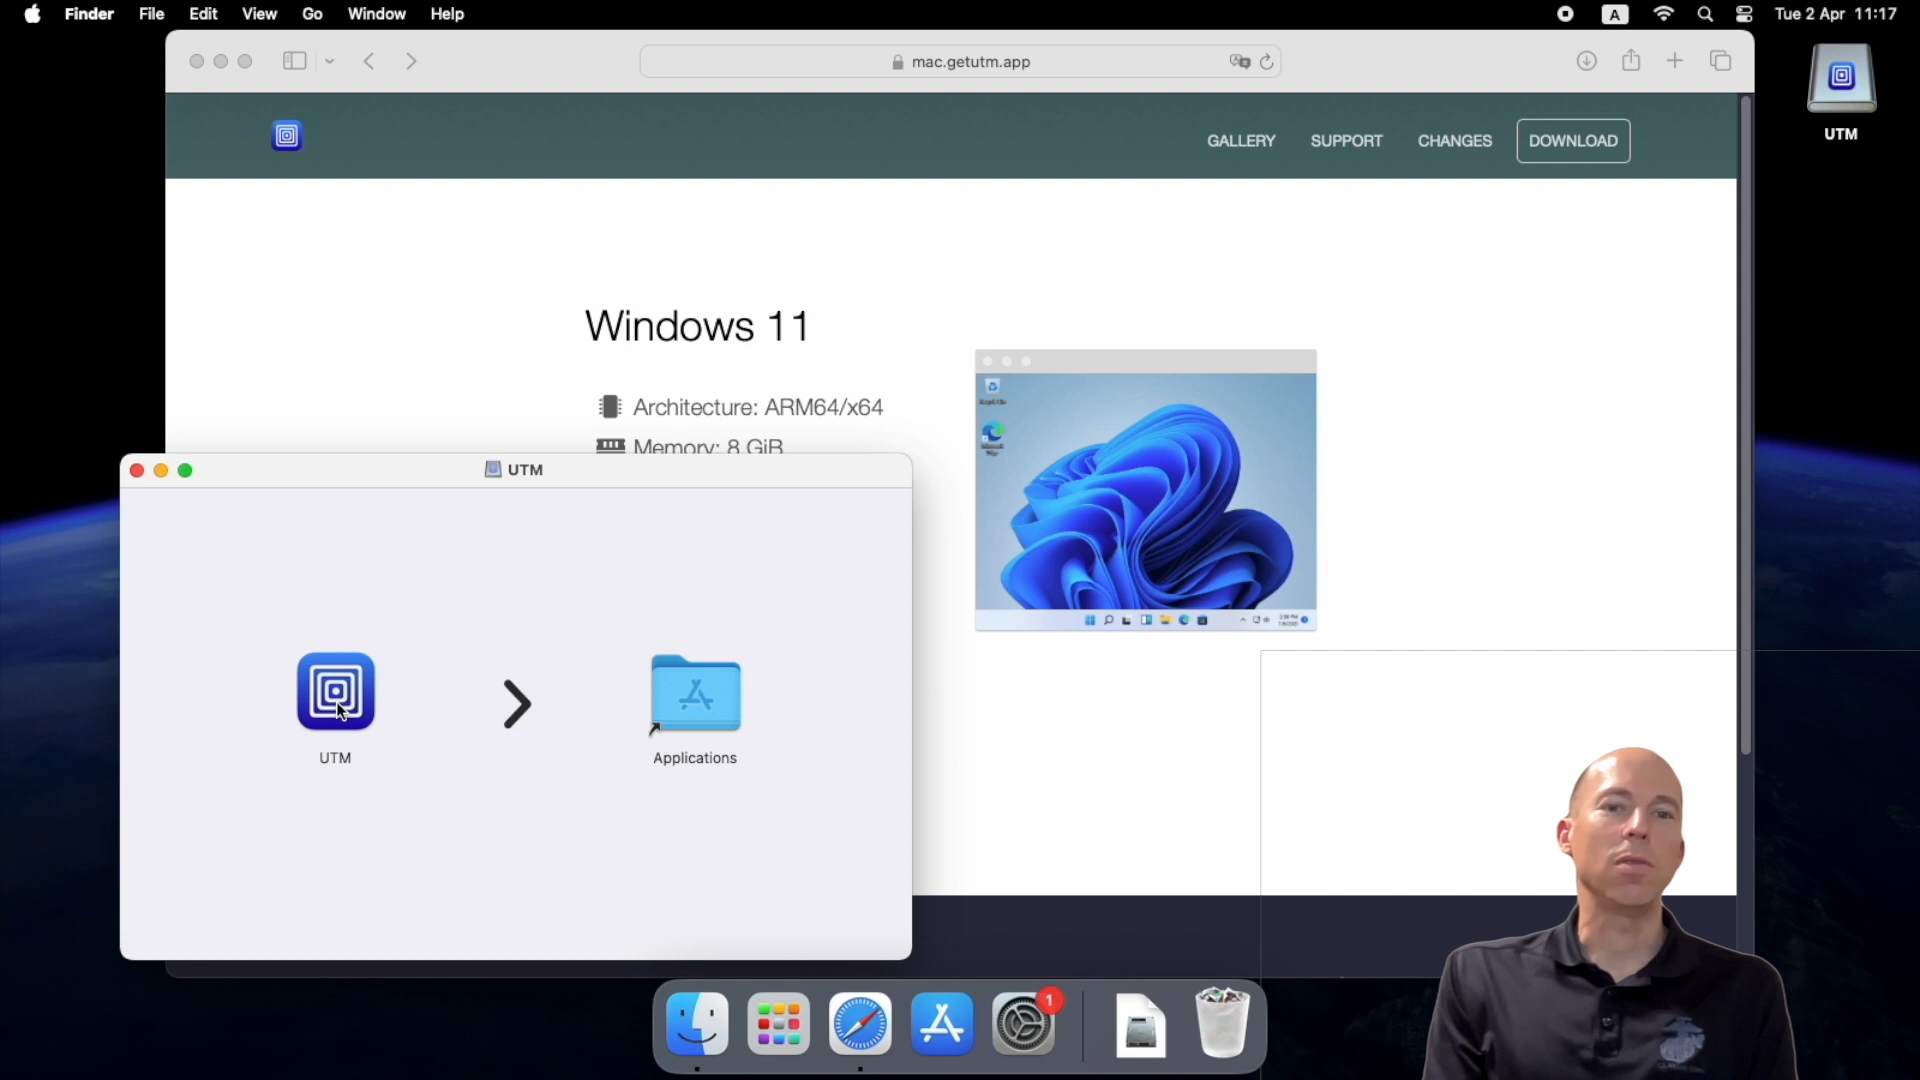 Finder File Edit View Go Window Help
A
Tue 2 Apr 11:17
mac.getutm.app
UTM
GALLERY SUPPORT CHANGES DOWNLOAD
Windows 11
Architecture: ARM64/x64
Memory: 8 GiB
UTM
UTM
Applications
1